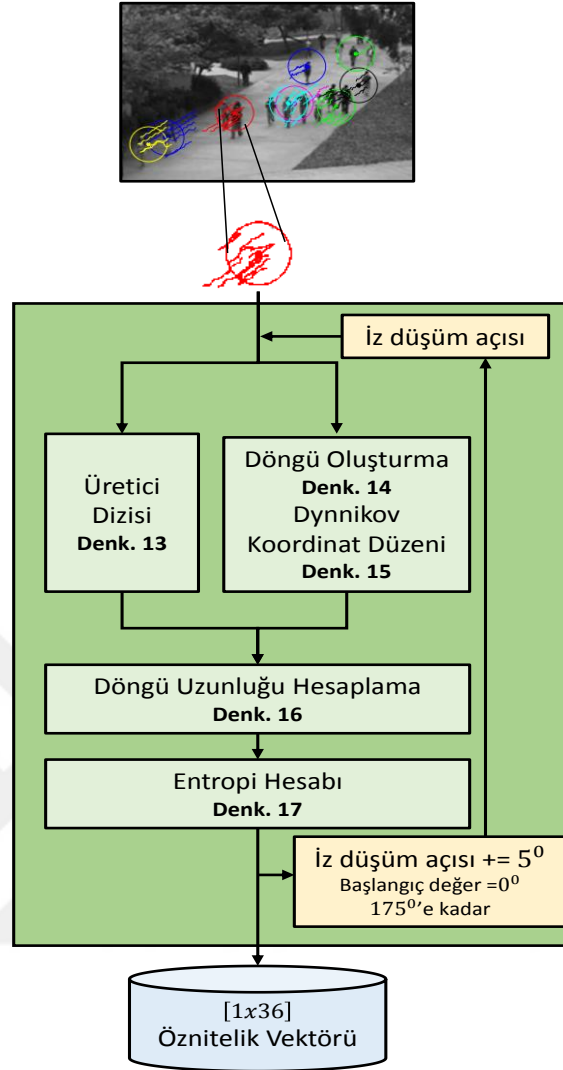 İz düşüm açısı
Üretici
Dizisi
Denk. 13
Döngü Oluşturma
Denk. 14
Dynnikov
Koordinat Düzeni
Denk. 15
Döngü Uzunluğu Hesaplama
Denk. 16
Entropi Hesabı
Denk. 17
İz düşüm açısı += 5⁰
Başlangıç değer =0⁰
175⁰'e kadar
[1x36]
Öznitelik Vektörü